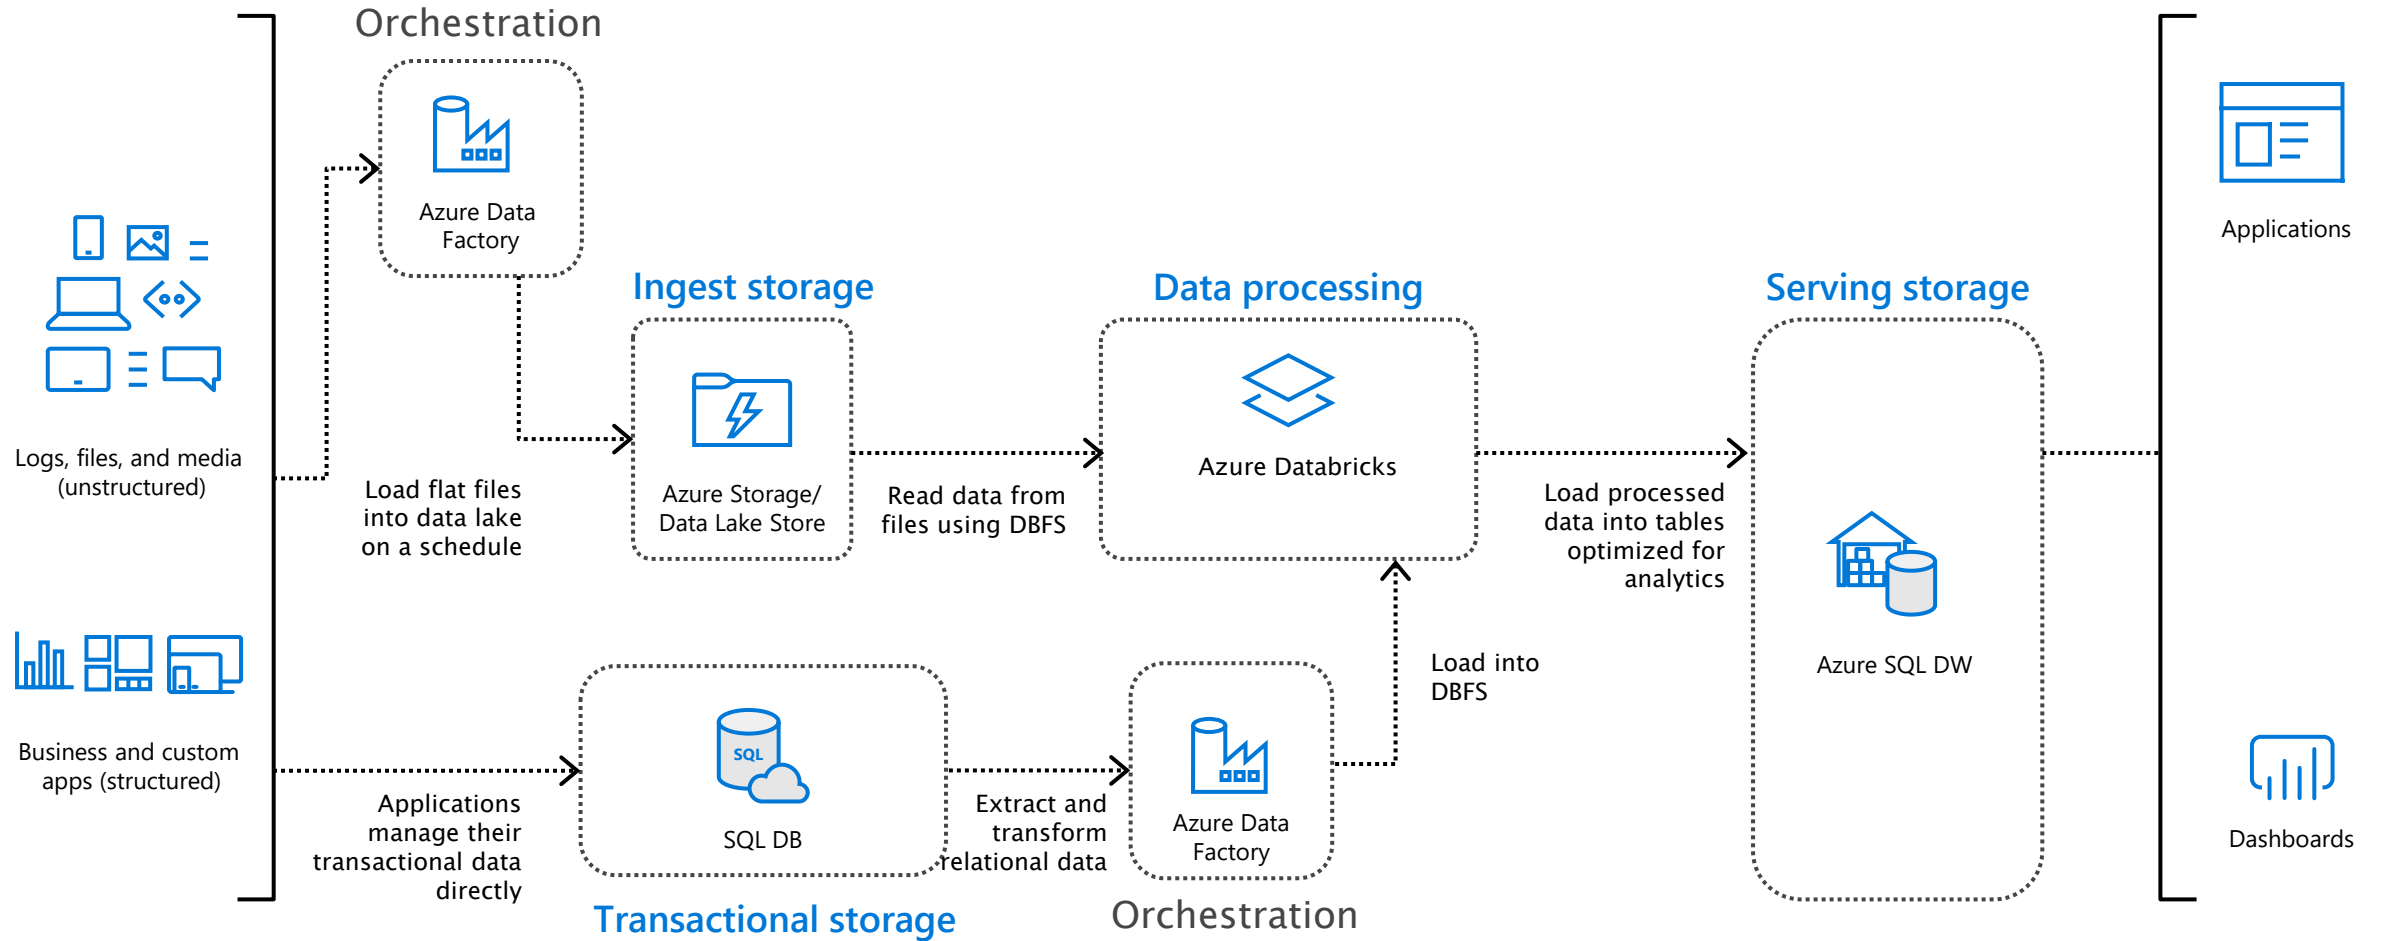 Orchestration
Azure Data
Factory
Logs, files, and media
(unstructured)
Load flat files
into data lake
on a schedule
Ingest storage
Azure Storage/
Data Lake Store
Read data from
files using DBFS
Data processing
Azure Databricks
Load processed
data into tables
optimized for
analytics
Serving storage
Azure SQL DW
Applications
Dashboards
Business and custom
apps (structured)
Applications
manage their
transactional data
directly
SQL
SQL DB
Transactional storage
Extract and
transform
relational data
Azure Data
Factory
Orchestration
Load into
DBFS